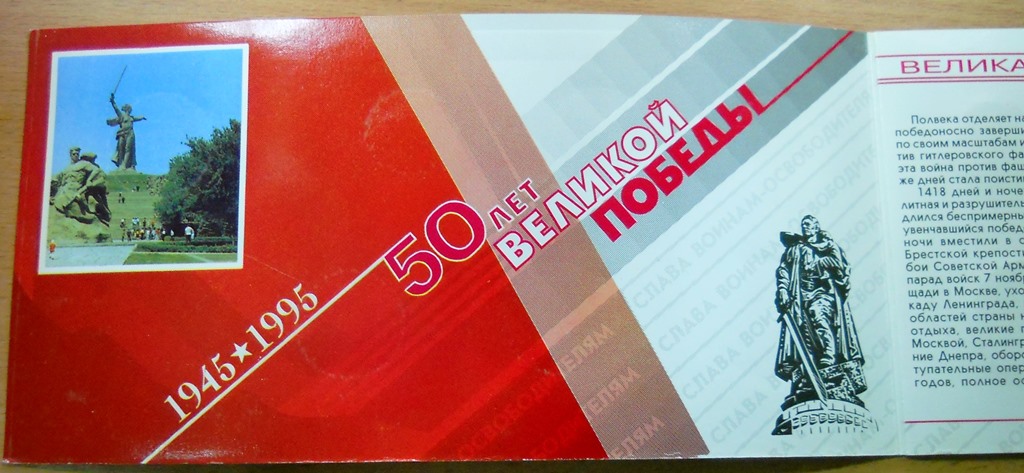 1945★1995
50 ЛЕТ
ВЕЛИКОЙ
ПОБЕДЫ
СЛАВА ВОИНАМ-ОСВОБОДИТЕЛЯМ
ВЕЛИКА
Полвека отделяет на
победоносно заверши
по своим масштабам и
тив гитлеровского фа
эта война против фаш
же дней стала поисти
1418 дней и ноче
литная и разрушитель
длился беспримерны
увенчавшийся побед
ночи вместили в с
Брестской крепости
бои Советской Арм
парад войск 7 нояб
щади в Москве, ухо
каду Ленинграда,
областей страны н
отдыха, великие п
Москвой, Сталингр
ние Днепра, оборо
тупательные опер
годов, полное ос